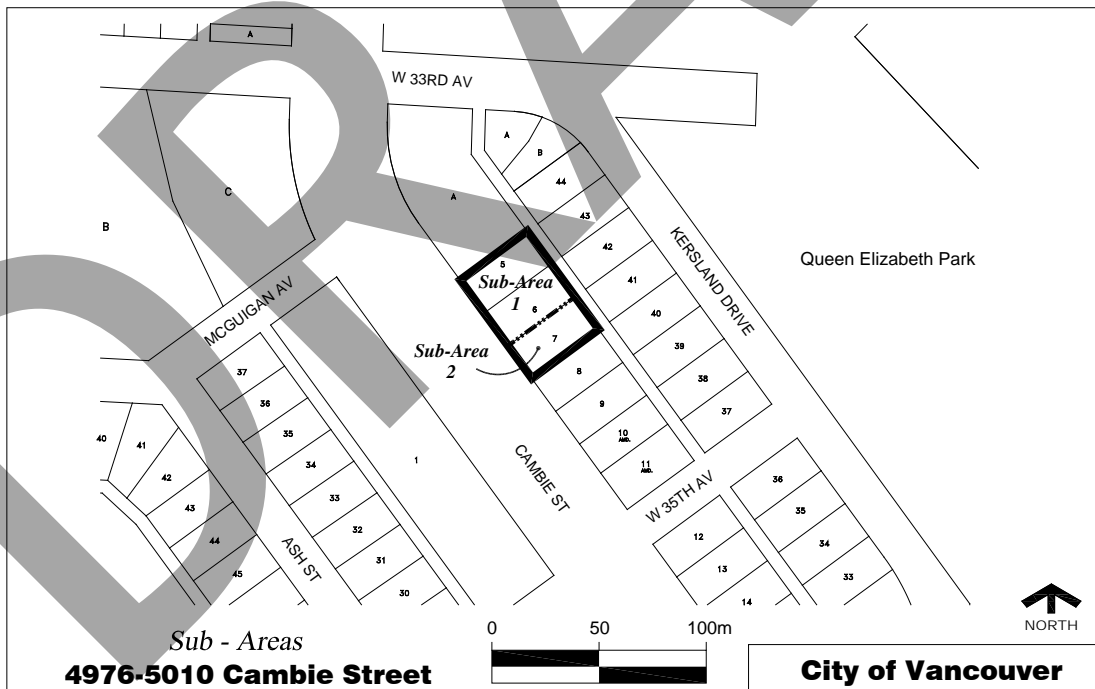 DRA
A
W 33RD AV
A
B
44
43
42
41
40
39
38
37
KERSLAND DRIVE
Queen Elizabeth Park
C
B
A
5
Sub-Area
1
6
7
Sub-Area
2
8
9
10
AMD.
11
AMD.
MCGUIGAN AV
37
36
35
34
33
32
31
30
1
40
41
42
43
44
45
ASH ST
CAMBIE ST
W 35TH AV
12
13
14
36
35
34
33
NORTH
Sub - Areas
4976-5010 Cambie Street
0 50 100m
City of Vancouver